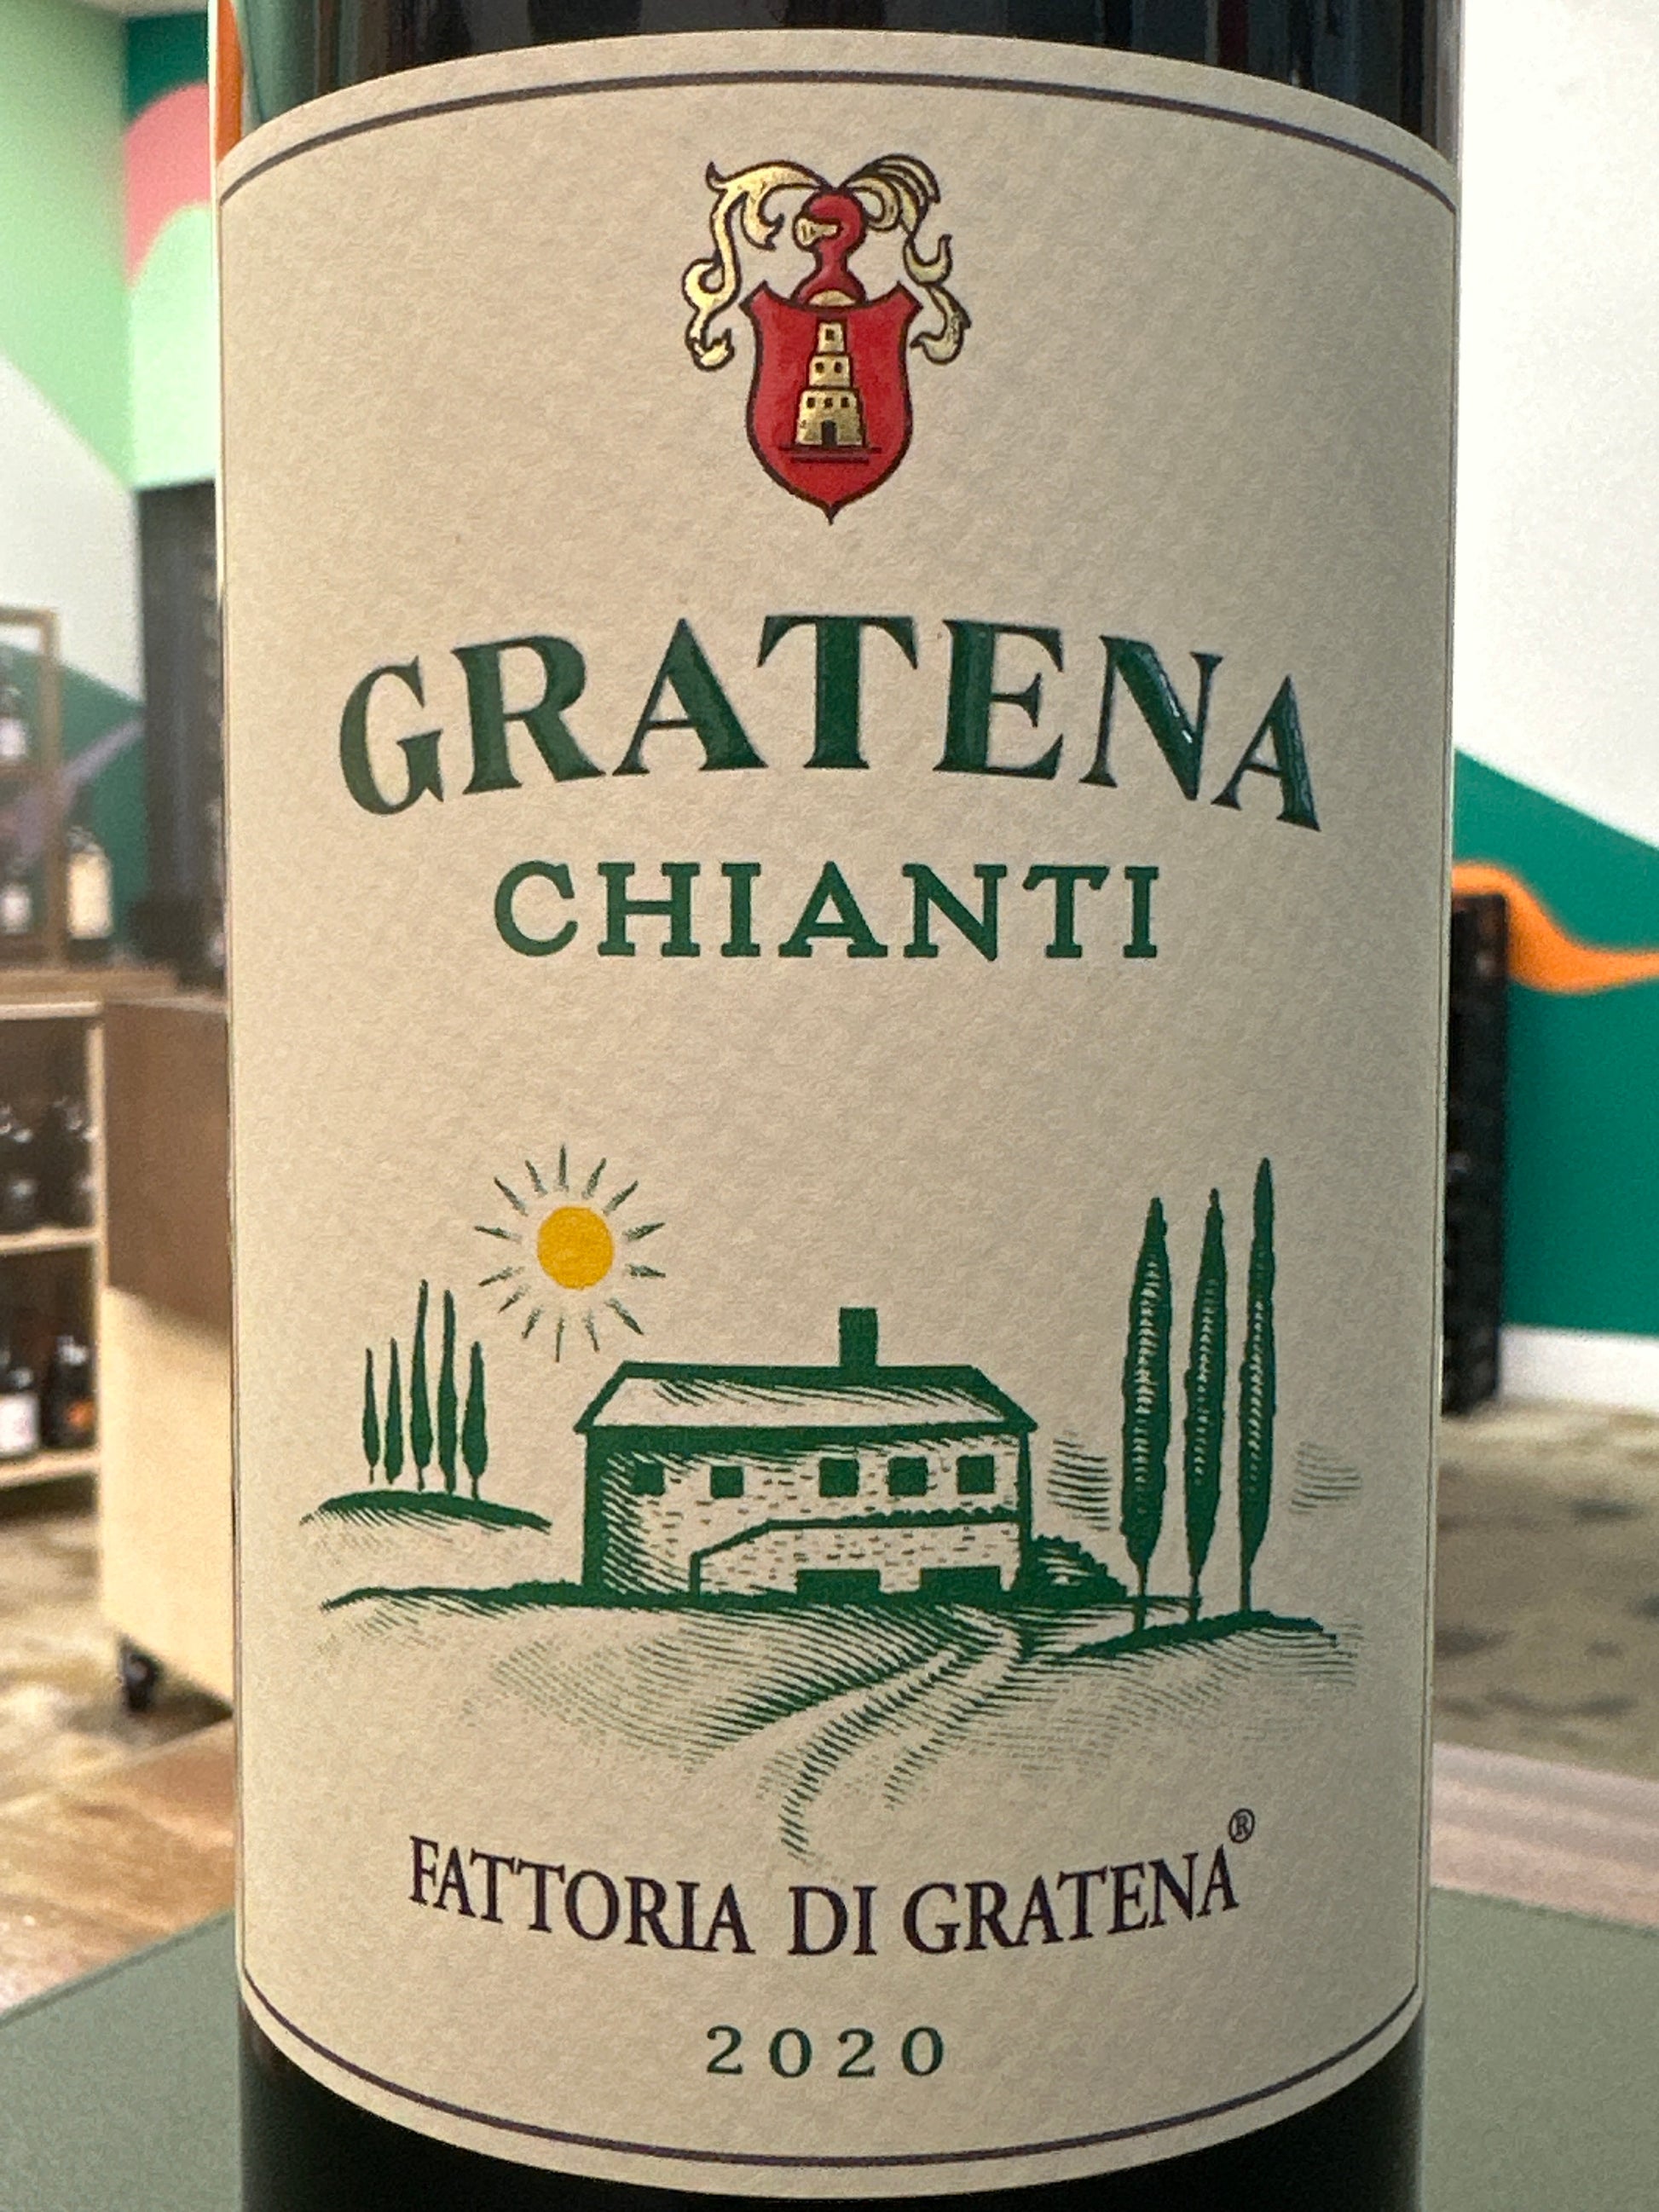 GRATENA
CHIANTI
FATTORIA DI GRATENA®
2020